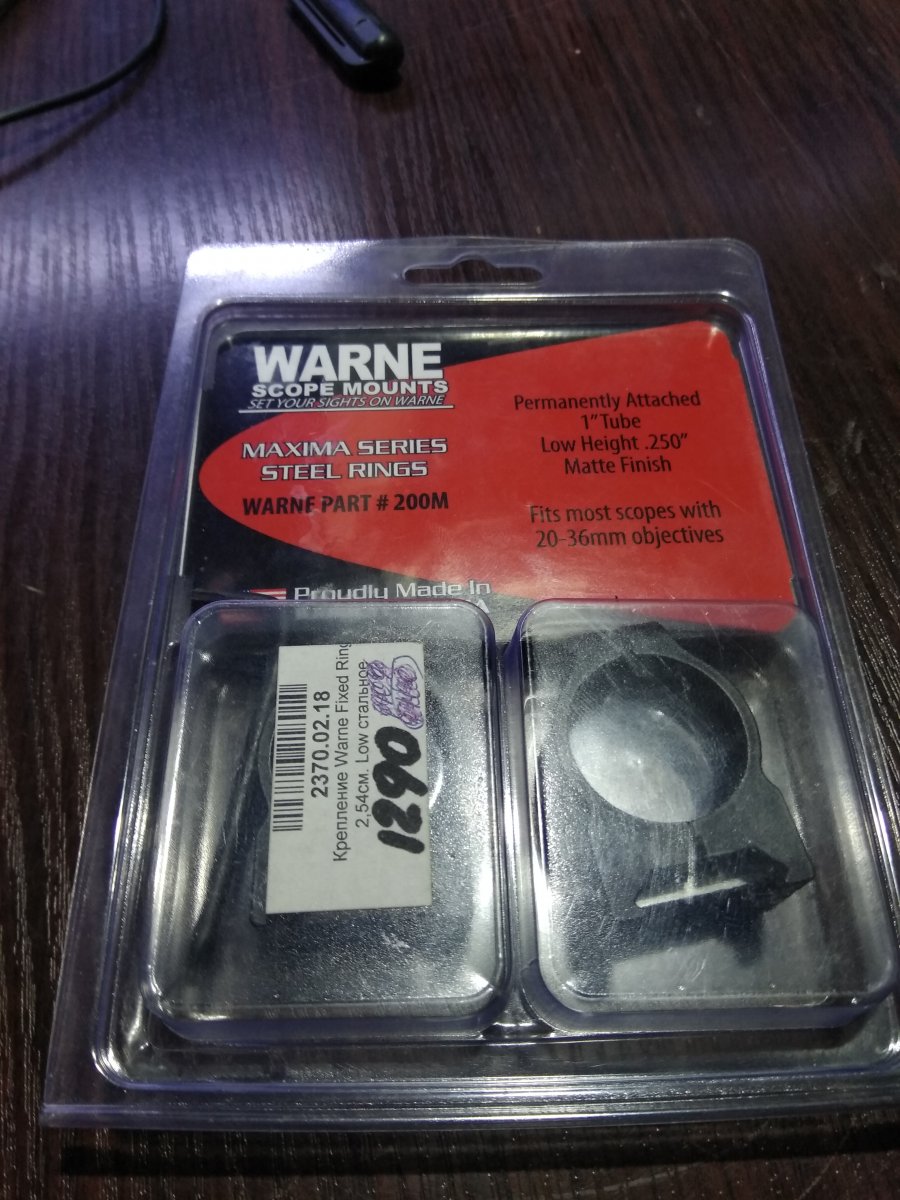 WARNE
SCOPE MOUNTS
SET YOUR SIGHTS ON WARNE
MAXIMA SERIES
STEEL RINGS
WARNE PART # 200M
Permanently Attached
1" Tube
Low Height .250"
Matte Finish
Fits most scopes with
20-36mm objectives
Proudly Made In
2370.02.18
Крепление Warne Fixed Ring
2,54см. Low стальное
1290